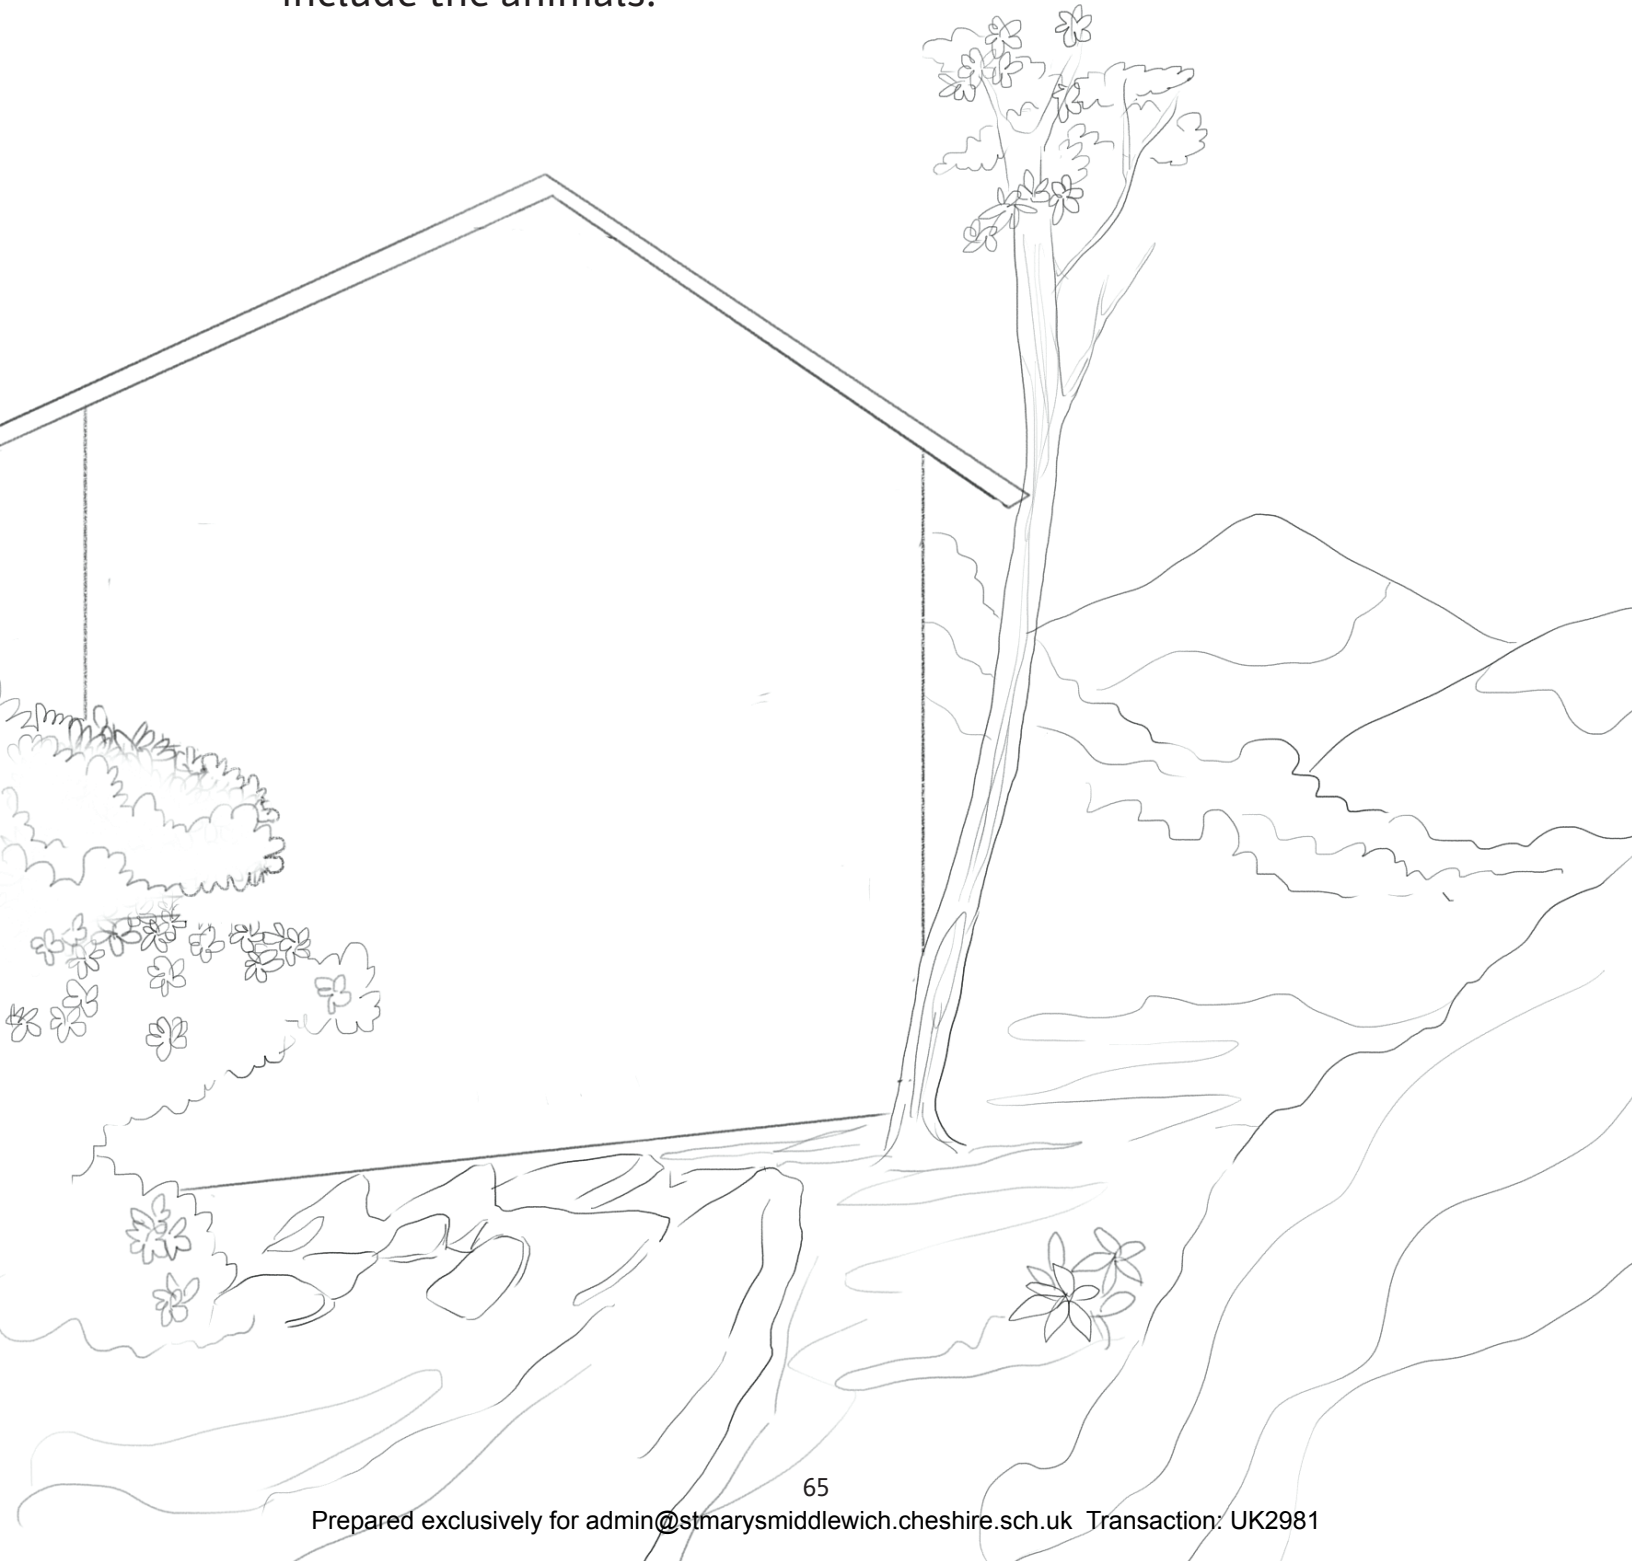 include the animals.
65
Prepared exclusively for admin@stmarysmiddlewich.cheshire.sch.uk Transaction: UK2981